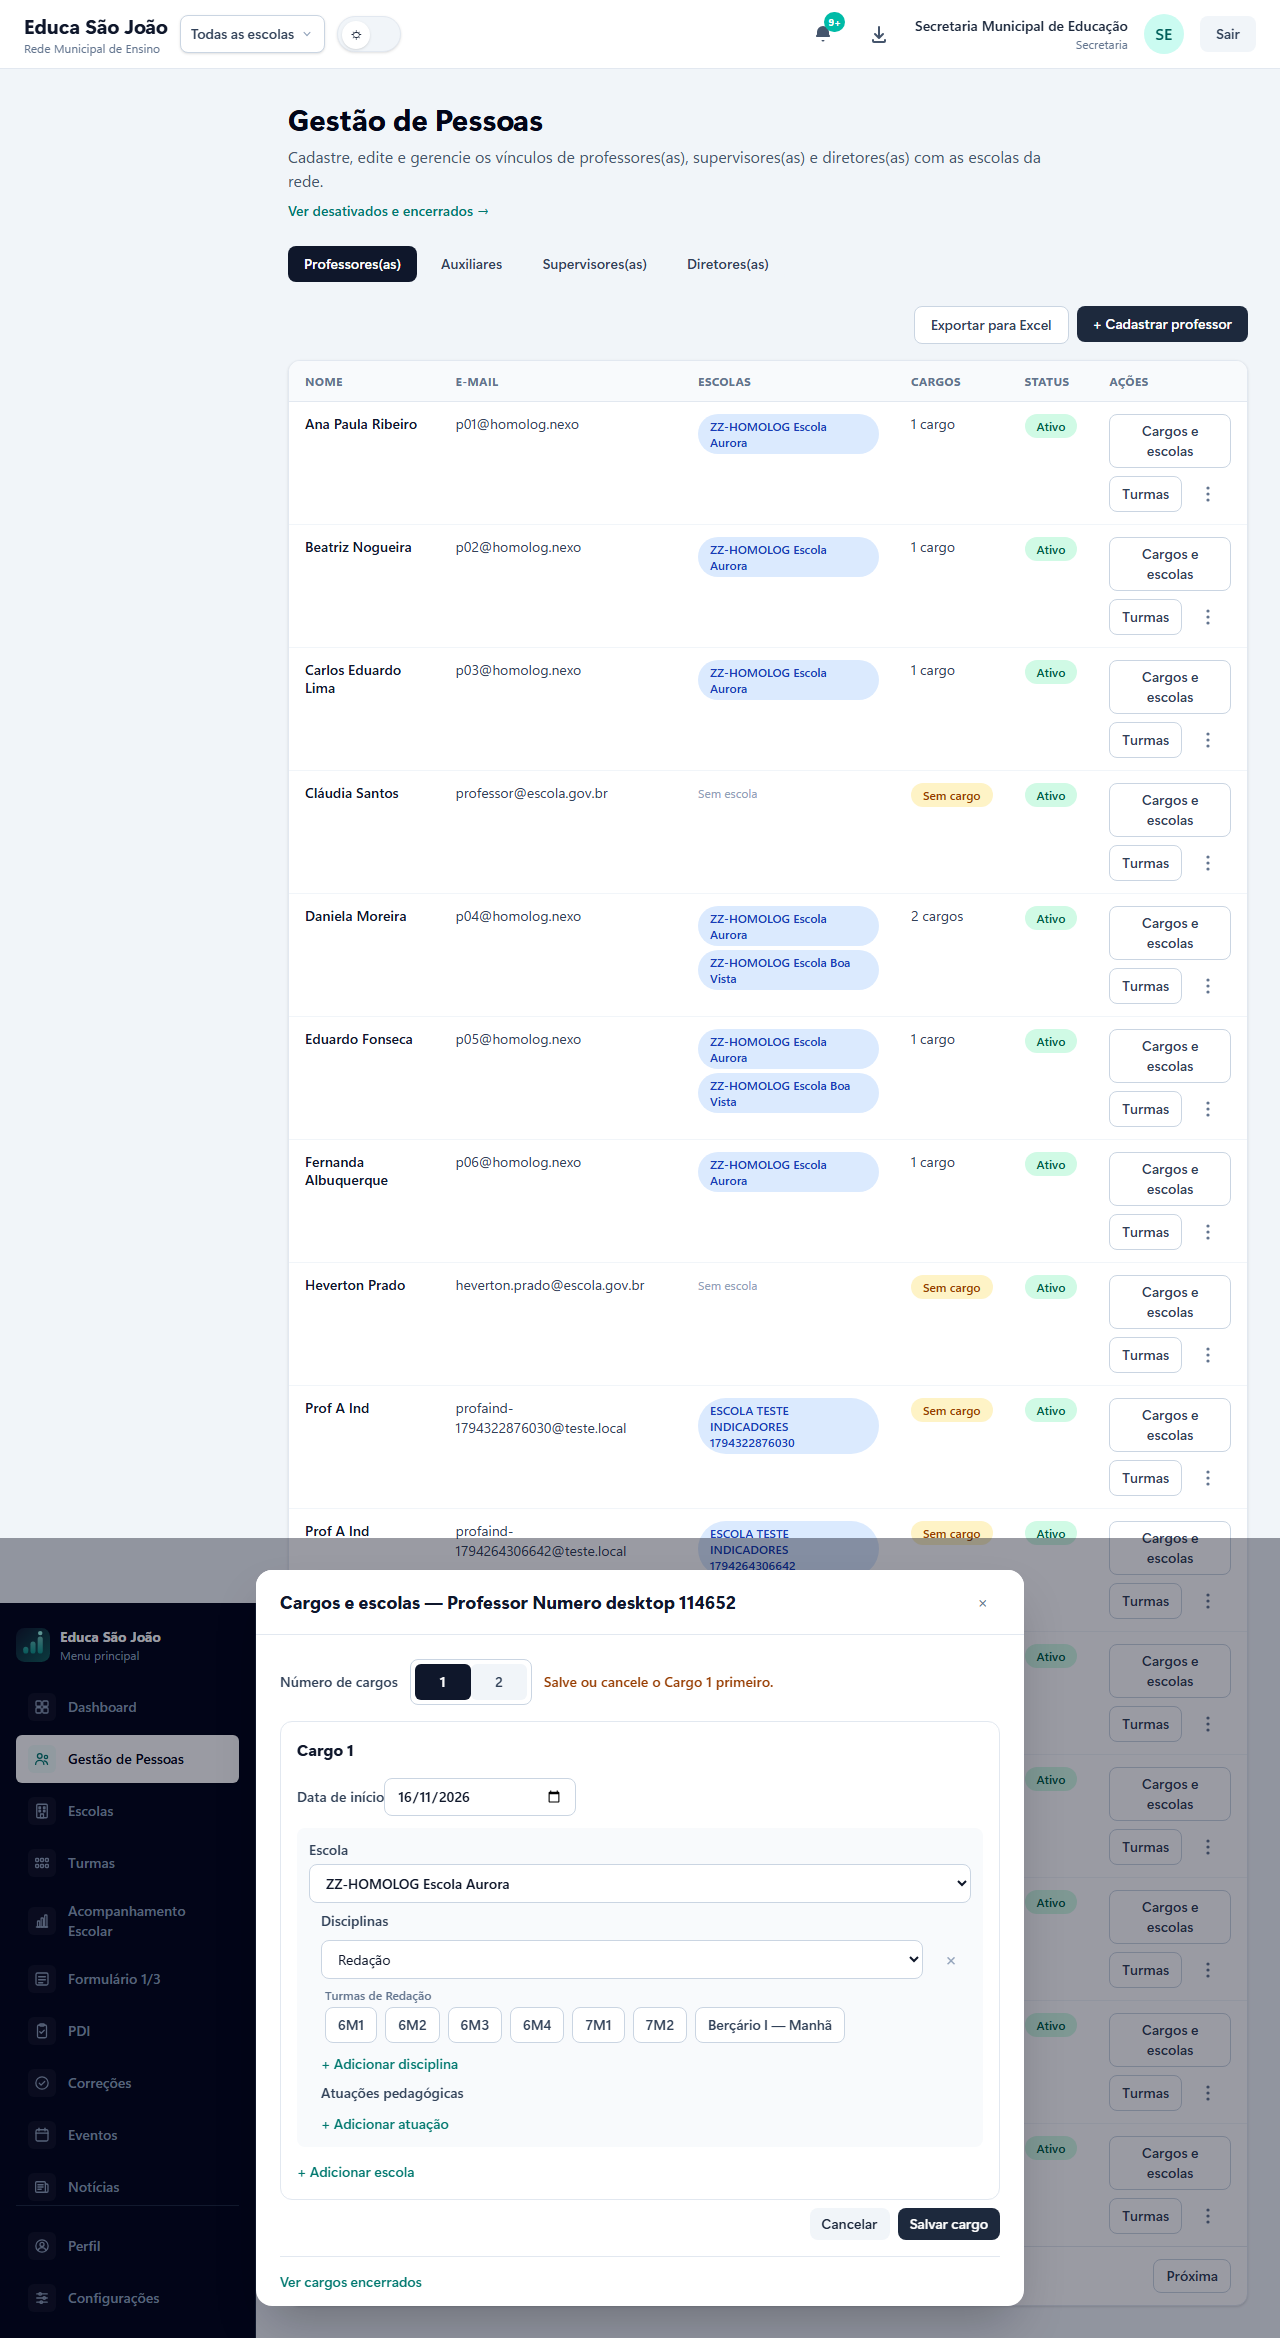 Educa São João
Rede Municipal de Ensino
Todas as escolas
9+
Secretaria Municipal de Educação
Secretaria
SE
Sair
Gestão de Pessoas
Cadastre, edite e gerencie os vínculos de professores(as), supervisores(as) e diretores(as) com as escolas da
rede.
Ver desativados e encerrados →
Professores(as)
Auxiliares
Supervisores(as)
Diretores(as)
Exportar para Excel
+ Cadastrar professor
NOME E-MAIL ESCOLAS CARGOS STATUS AÇÕES
Ana Paula Ribeiro p01@homolog.nexo ZZ-HOMOLOG Escola 1 cargo Ativo Cargos e
Aurora escolas
Turmas
Beatriz Nogueira p02@homolog.nexo ZZ-HOMOLOG Escola 1 cargo Ativo Cargos e
Aurora escolas
Turmas
Carlos Eduardo p03@homolog.nexo ZZ-HOMOLOG Escola 1 cargo Ativo Cargos e
Lima Aurora escolas
Turmas
Cláudia Santos professor@escola.gov.br Sem escola Sem cargo Ativo Cargos e
escolas
Turmas
Daniela Moreira p04@homolog.nexo ZZ-HOMOLOG Escola 2 cargos Ativo Cargos e
Aurora escolas
ZZ-HOMOLOG Escola Boa
Vista Turmas
Eduardo Fonseca p05@homolog.nexo ZZ-HOMOLOG Escola 1 cargo Ativo Cargos e
Aurora escolas
ZZ-HOMOLOG Escola Boa
Vista Turmas
Fernanda p06@homolog.nexo ZZ-HOMOLOG Escola 1 cargo Ativo Cargos e
Albuquerque Aurora escolas
Turmas
Heverton Prado heverton.prado@escola.gov.br Sem escola Sem cargo Ativo Cargos e
escolas
Turmas
Prof A Ind profaind- ESCOLA TESTE Sem cargo Ativo Cargos e
1794322876030@teste.local INDICADORES escolas
1794322876030
Turmas
Prof A Ind profaind- ESCOLA TESTE Sem cargo Ativo Cargos e
1794264306642@teste.local INDICADORES escolas
1794264306642
Turmas
Ativo Cargos e
escolas
Turmas
Ativo Cargos e
escolas
Turmas
Ativo Cargos e
escolas
Turmas
Ativo Cargos e
escolas
Turmas
Ativo Cargos e
escolas
Turmas
Próxima
Educa São João
Menu principal
Dashboard
Gestão de Pessoas
Escolas
Turmas
Acompanhamento
Escolar
Formulário 1/3
PDI
Correções
Eventos
Notícias
Perfil
Configurações
Cargos e escolas — Professor Numero desktop 114652
×
Número de cargos 1 2 Salve ou cancele o Cargo 1 primeiro.
Cargo 1
Data de início 16/11/2026
Escola
ZZ-HOMOLOG Escola Aurora
Disciplinas
Redação ×
Turmas de Redação
6M1 6M2 6M3 6M4 7M1 7M2 Berçário I — Manhã
+ Adicionar disciplina
Atuações pedagógicas
+ Adicionar atuação
+ Adicionar escola
Cancelar Salvar cargo
Ver cargos encerrados